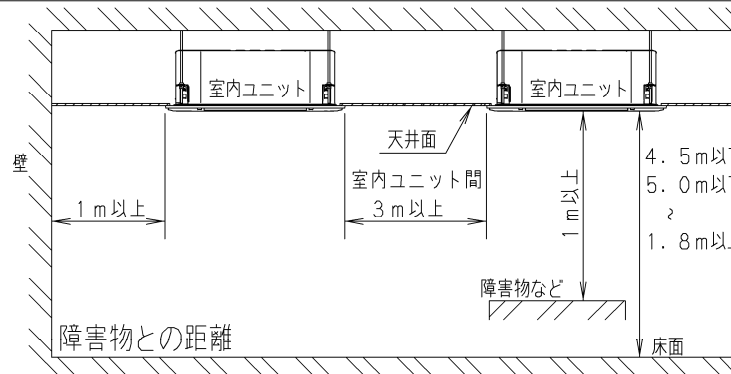 室内ユニット
室内ユニット
天井面
壁
室内ユニット間
1m以上
3m以上
1m以上
4.5m以
5.0m以
~
1.8m以
障害物など
障害物との距離
床面